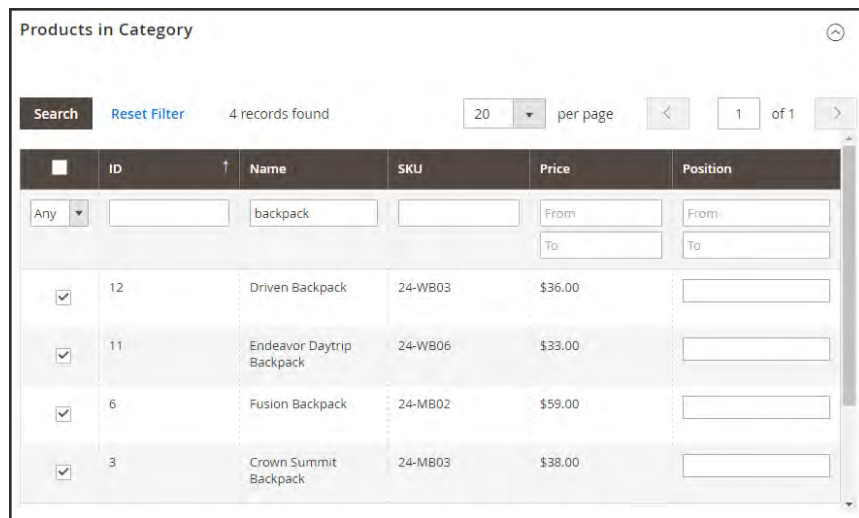 Products in Category
Search Reset Filter 4 records found 20 per page 1 of 1
ID ↑ Name SKU Price Position
Any backpack From From
To To
12 Driven Backpack 24-WB03 $36.00
11 Endeavor Daytrip 24-WB06 $33.00
Backpack
6 Fusion Backpack 24-MB02 $59.00
3 Crown Summit 24-MB03 $38.00
Backpack